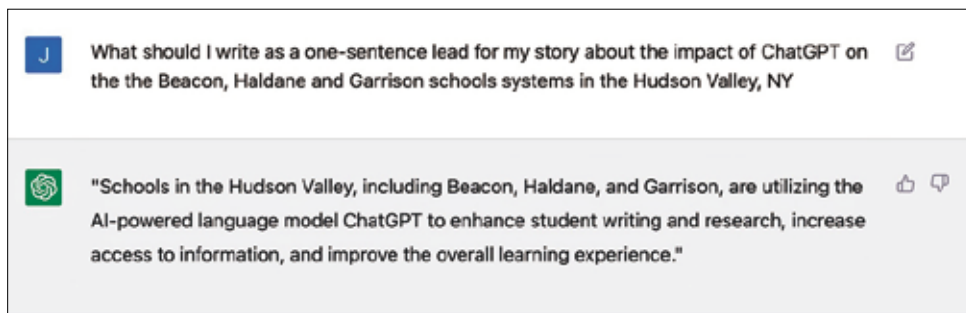 J
What should I write as a one-sentence lead for my story about the impact of ChatGPT on
the the Beacon, Haldane and Garrison schools systems in the Hudson Valley, NY
"Schools in the Hudson Valley, including Beacon, Haldane, and Garrison, are utilizing the
AI-powered language model ChatGPT to enhance student writing and research, increase
access to information, and improve the overall learning experience."